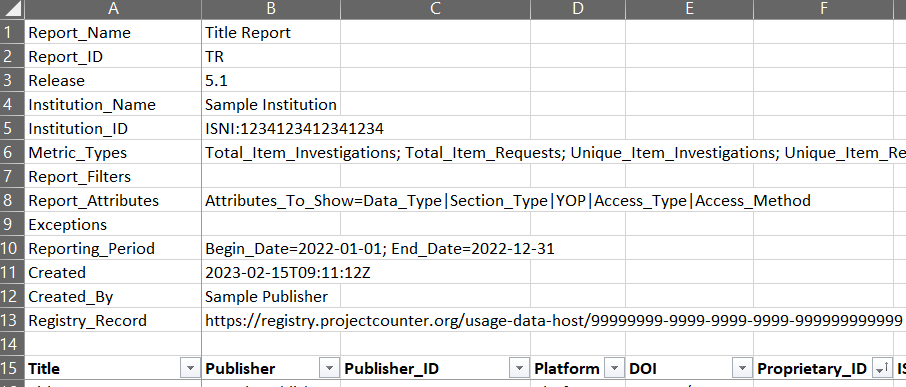 A B C D E F
1 Report_Name Title Report
2 Report_ID TR
3 Release 5.1
4 Institution_Name Sample Institution
5 Institution_ID ISNI:1234123412341234
6 Metric_Types Total_Item_Investigations; Total_Item_Requests; Unique_Item_Investigations; Unique_Item_Re
7 Report_Filters
8 Report_Attributes Attributes_To_Show=Data_Type|Section_Type|YOP|Access_Type|Access_Method
9 Exceptions
10 Reporting_Period Begin_Date=2022-01-01; End_Date=2022-12-31
11 Created 2023-02-15T09:11:12Z
12 Created_By Sample Publisher
13 Registry_Record https://registry.projectcounter.org/usage-data-host/99999999-9999-9999-9999-999999999999
14
15 Title Publisher Publisher_ID Platform DOI Proprietary_ID IS